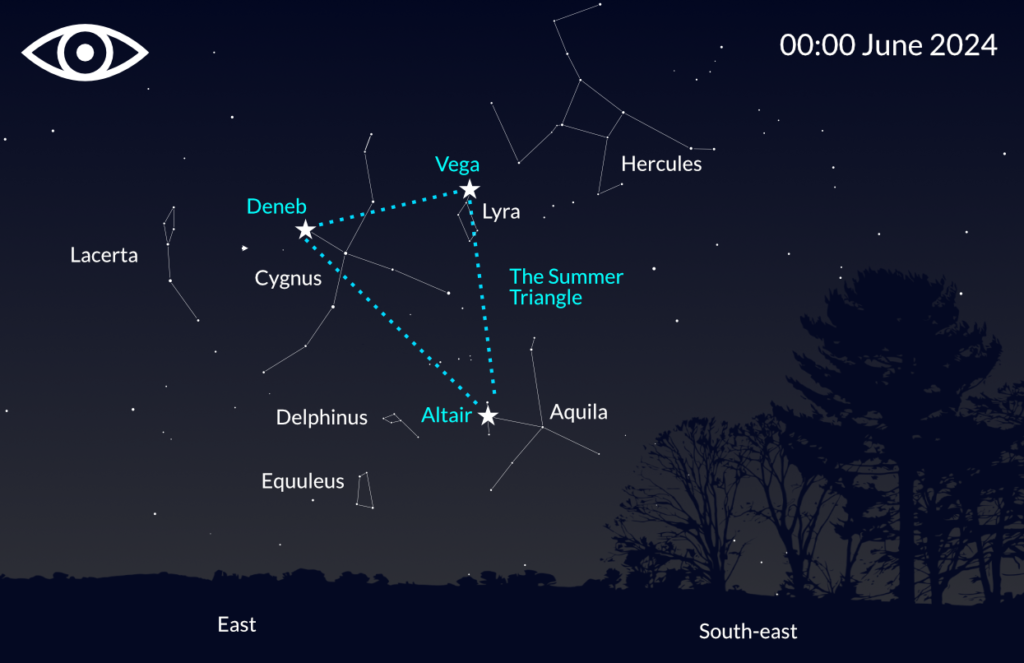 00:00 June 2024
Vega
Hercules
Deneb
Lyra
Lacerta
Cygnus
The Summer
Triangle
Delphinus
Altair
Aquila
Equuleus
East
South-east